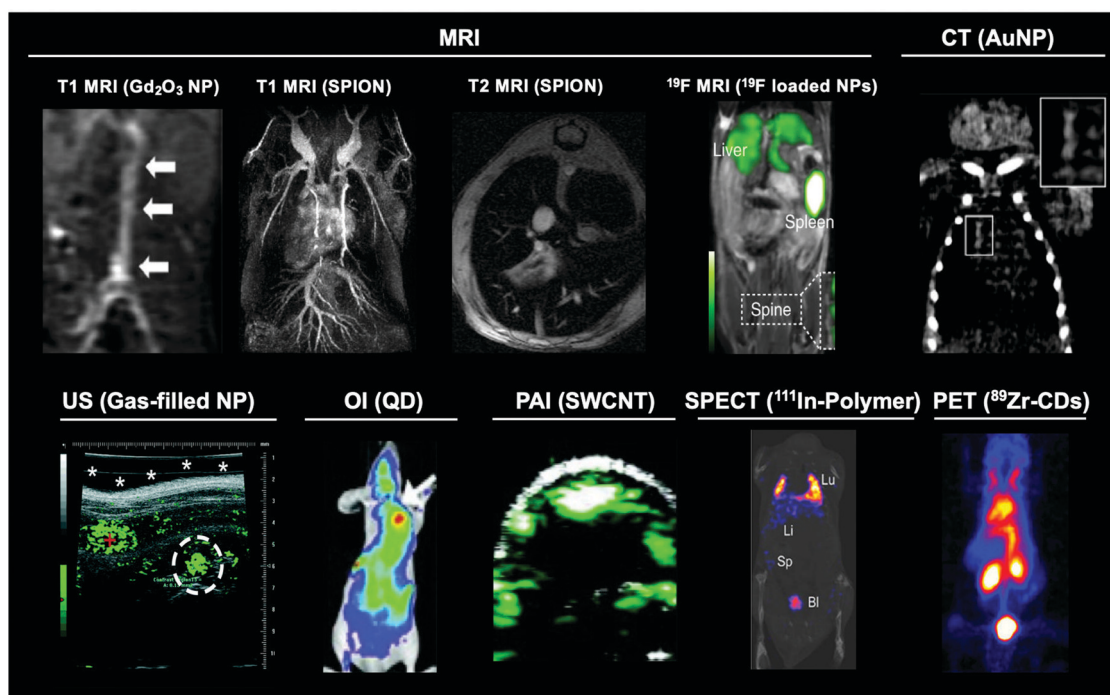 MRI
CT (AuNP)
T1 MRI (Gd₂O₃ NP)
T1 MRI (SPION)
T2 MRI (SPION)
¹⁹F MRI (¹⁹F loaded NPs)
Liver
Spleen
Spine
US (Gas-filled NP)
OI (QD)
PAI (SWCNT)
SPECT (¹¹¹In-Polymer)
PET (⁸⁹Zr-CDs)
* * * * *
Lu
Li
Sp
Bl